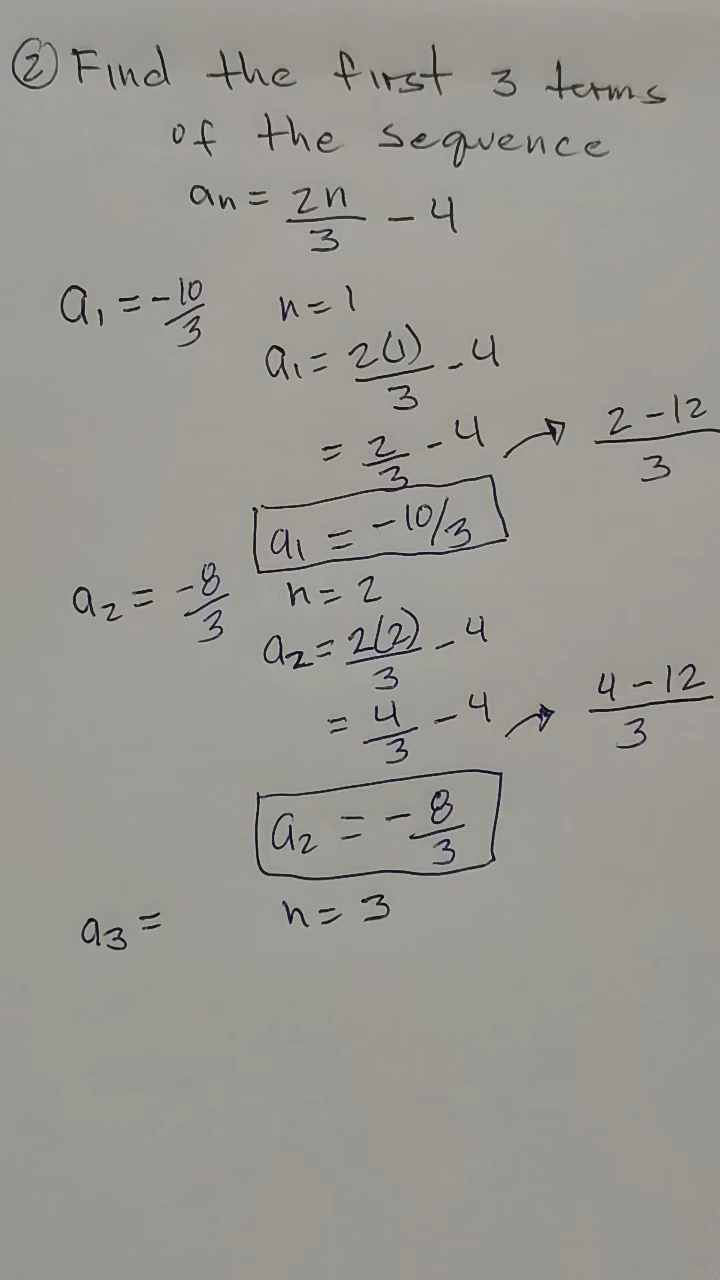 ② Find the first 3 terms
of the sequence
an = 2n/3 - 4
a₁ = -10/3 n = 1
a₁ = 2(1)/3 - 4
= 2/3 - 4 → 2 - 12/3
a₁ = -10/3
a₂ = -8/3 n = 2
a₂ = 2(2)/3 - 4
= 4/3 - 4 → 4 - 12/3
a₂ = -8/3
a₃ = n = 3